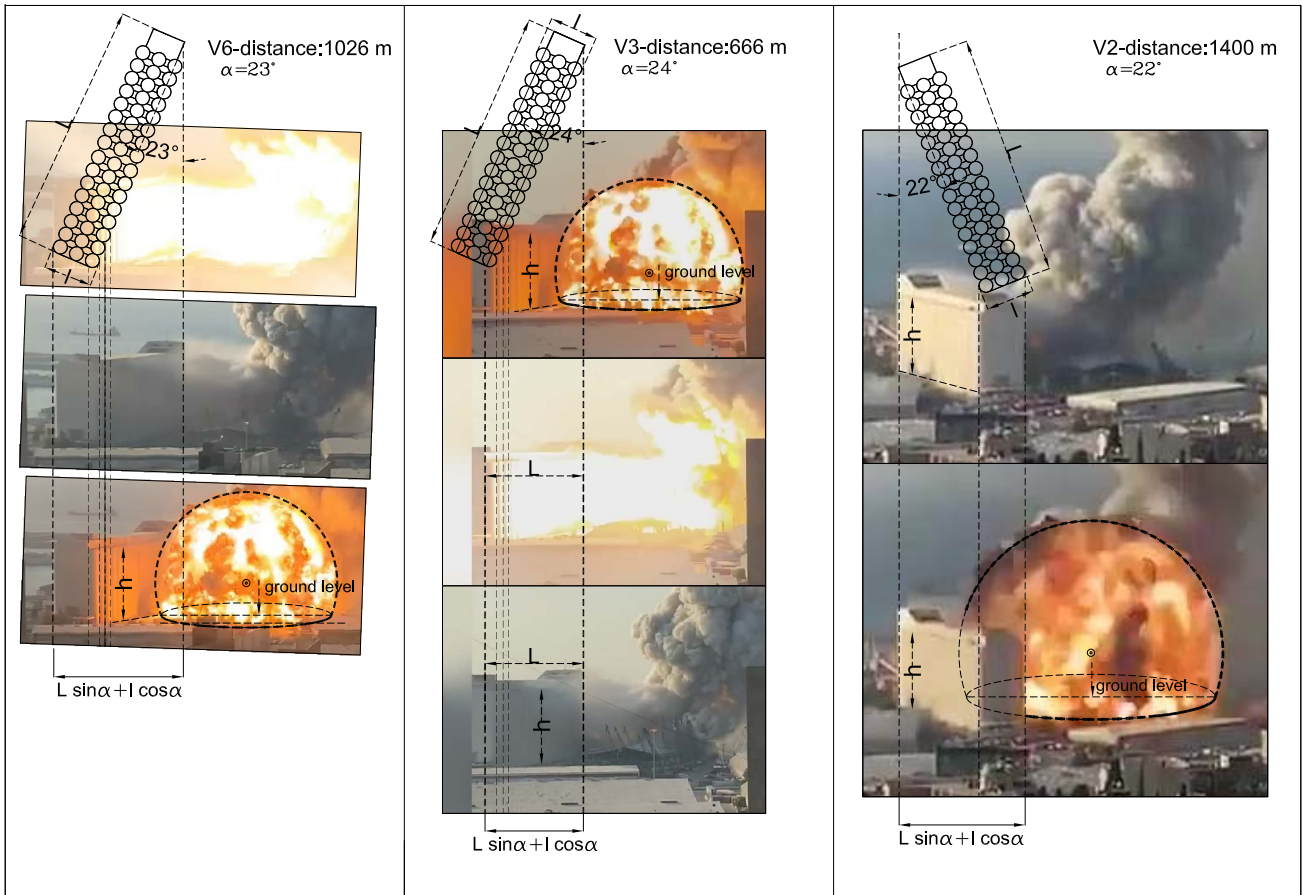 V6-distance:1026 m
α=23°
L
23°
l
h
ground level
L sinα+l cosα
V3-distance:666 m
α=24°
l
L
24°
h
ground level
L
L
h
L sinα+l cosα
V2-distance:1400 m
α=22°
L
22°
l
h
h
ground level
L sinα+l cosα